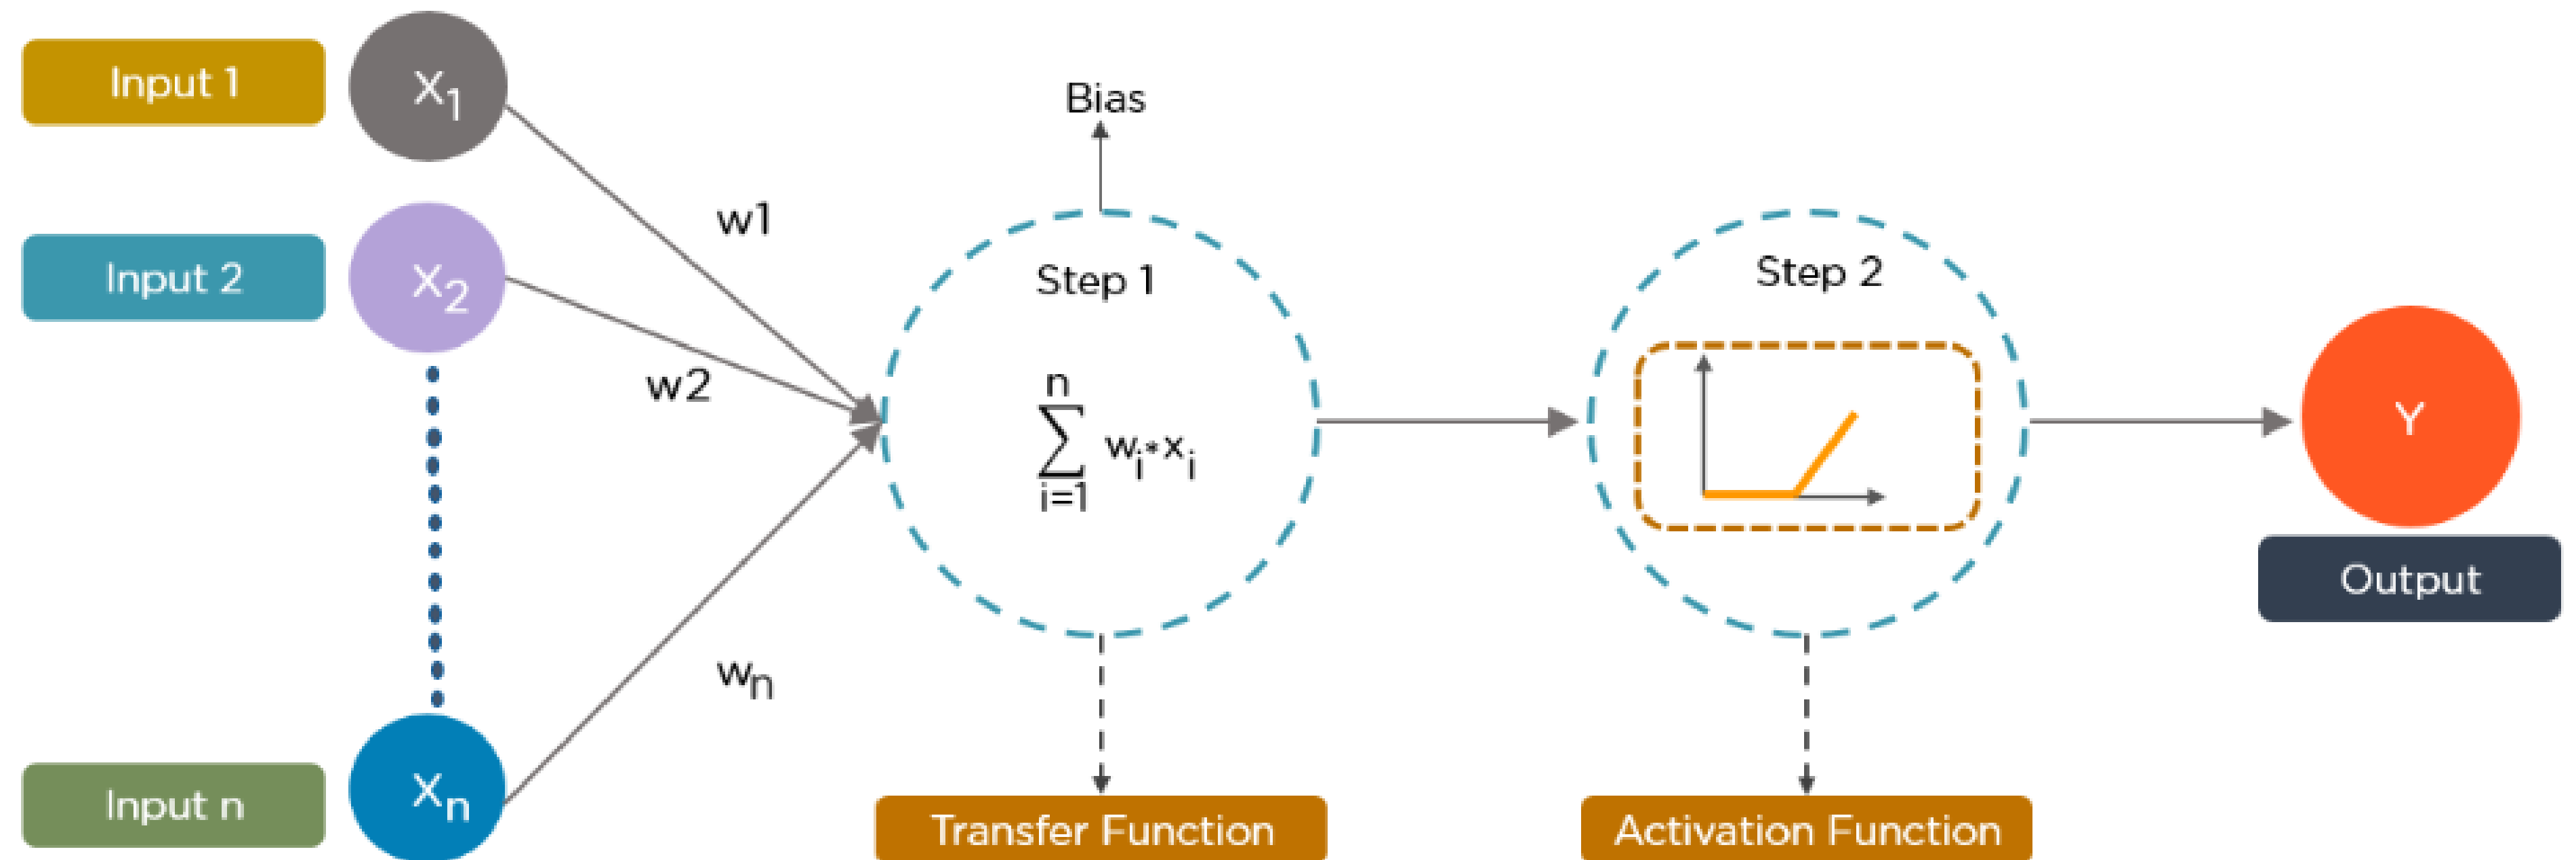 Input 1
X1
Bias
w1
Input 2
X2
Step 1
Step 2
w2
n
∑ wi*xi
i=1
Y
Output
wn
Input n
Xn
Transfer Function
Activation Function